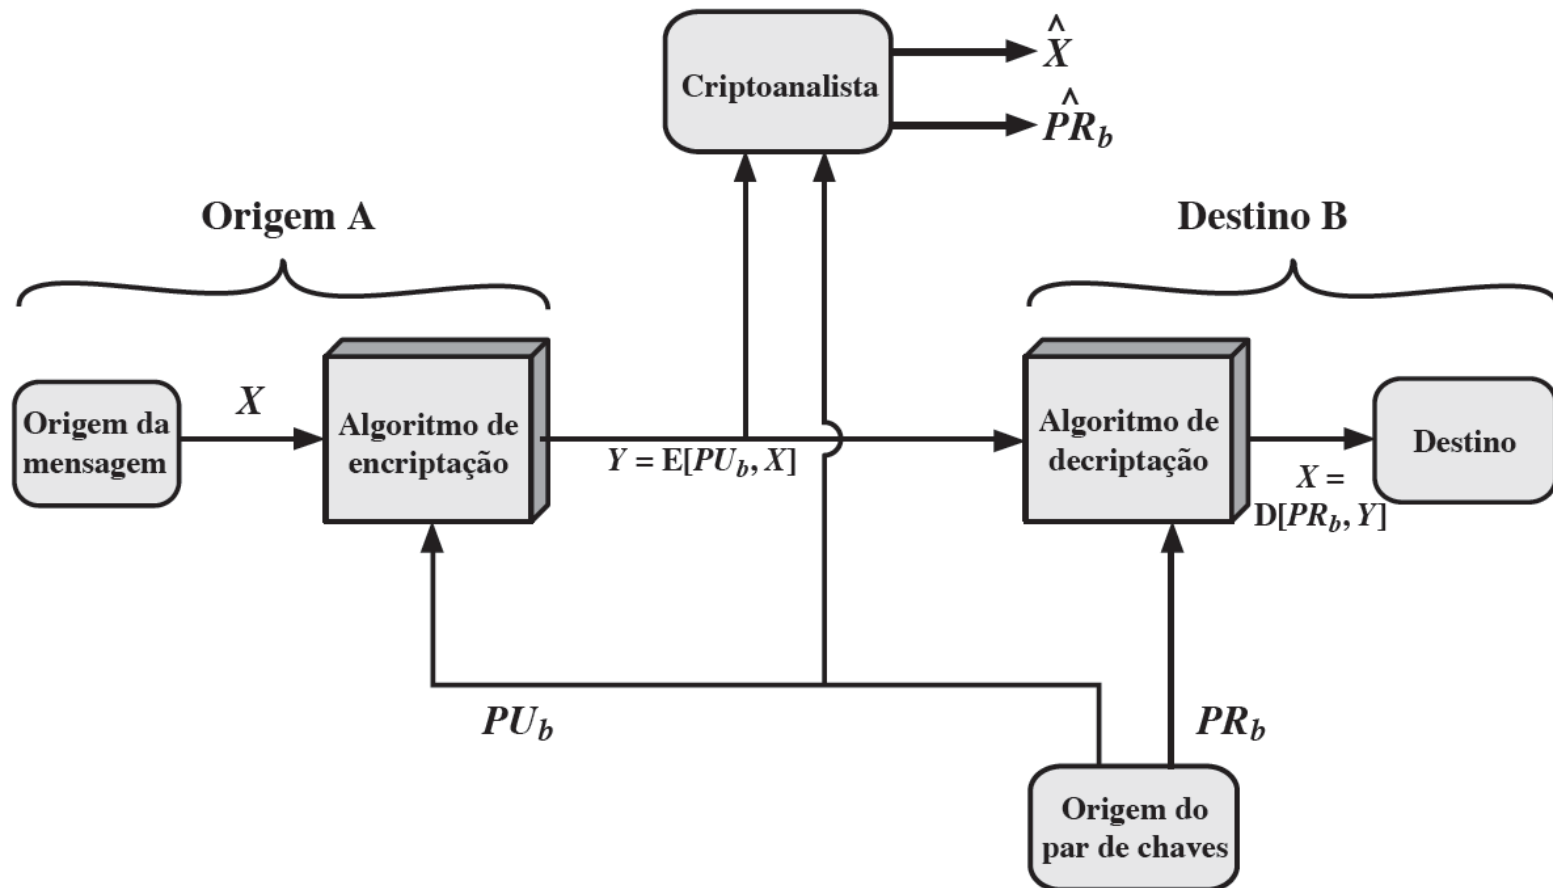 Criptoanalista
X̂
P̂R_b
Origem A
Destino B
Origem da
mensagem
X
Algoritmo de
encriptação
Y = E[PU_b, X]
Algoritmo de
decriptação
X =
D[PR_b, Y]
Destino
PU_b
PR_b
Origem do
par de chaves